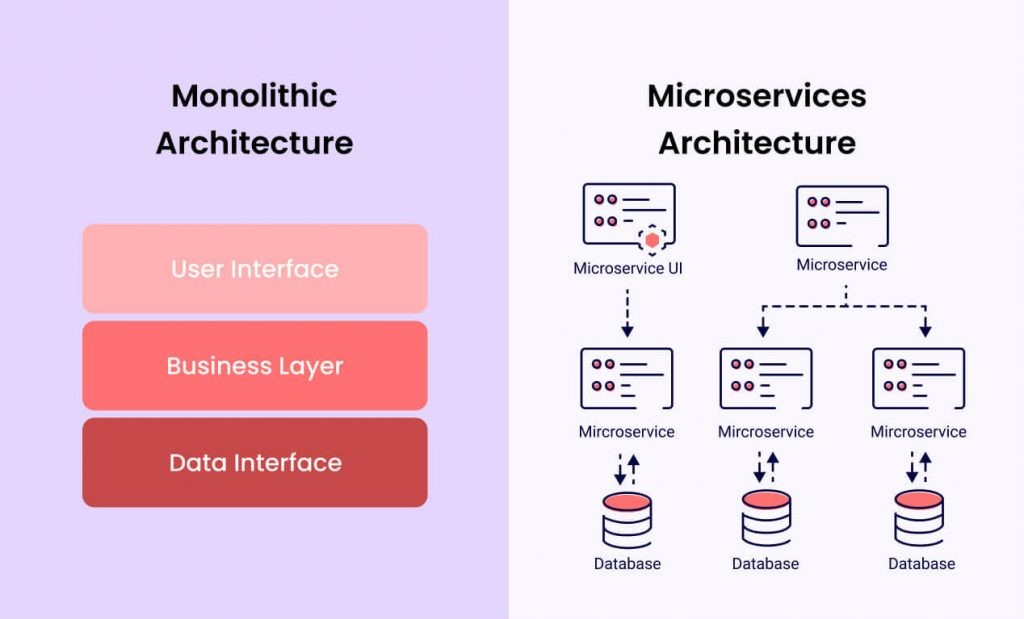 Monolithic
Architecture
User Interface
Business Layer
Data Interface
Microservices
Architecture
Microservice UI
Microservice
Mircroservice
Mircroservice
Mircroservice
Database
Database
Database